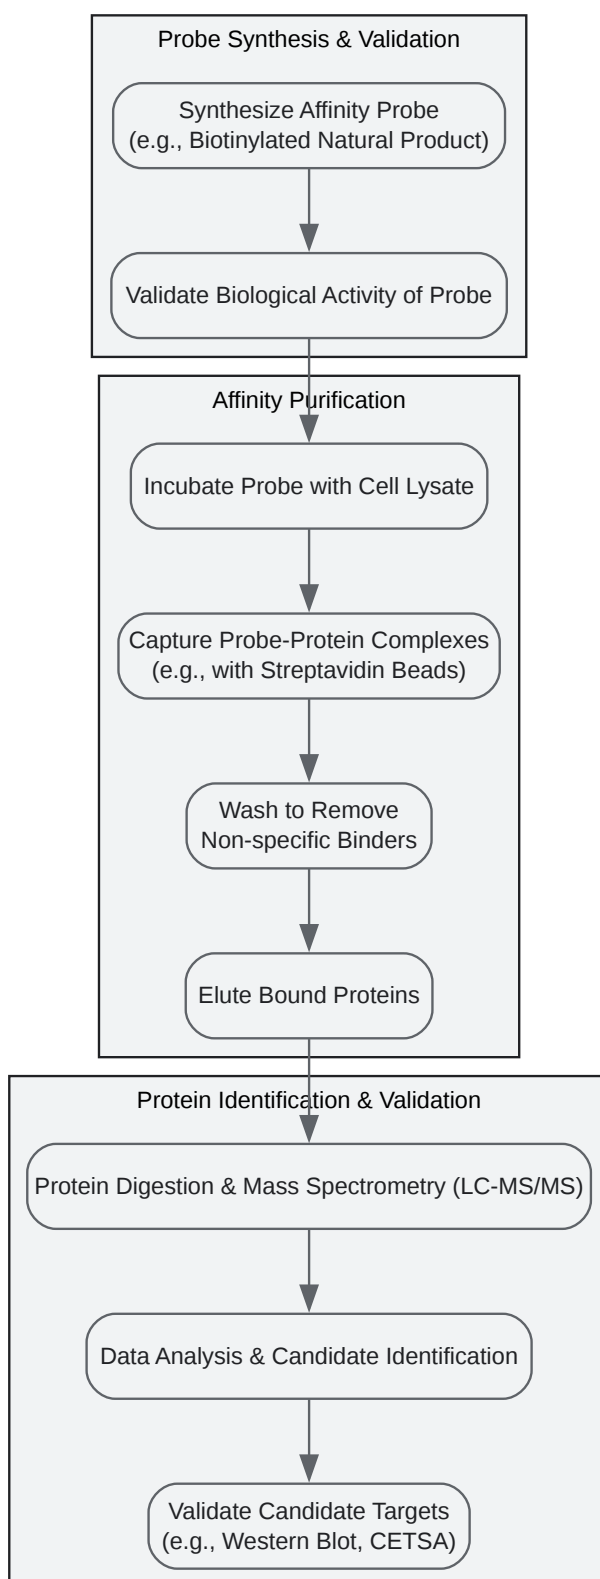 Probe Synthesis & Validation
Synthesize Affinity Probe
(e.g., Biotinylated Natural Product)
Validate Biological Activity of Probe
Affinity Purification
Incubate Probe with Cell Lysate
Capture Probe-Protein Complexes
(e.g., with Streptavidin Beads)
Wash to Remove
Non-specific Binders
Elute Bound Proteins
Protein Identification & Validation
Protein Digestion & Mass Spectrometry (LC-MS/MS)
Data Analysis & Candidate Identification
Validate Candidate Targets
(e.g., Western Blot, CETSA)